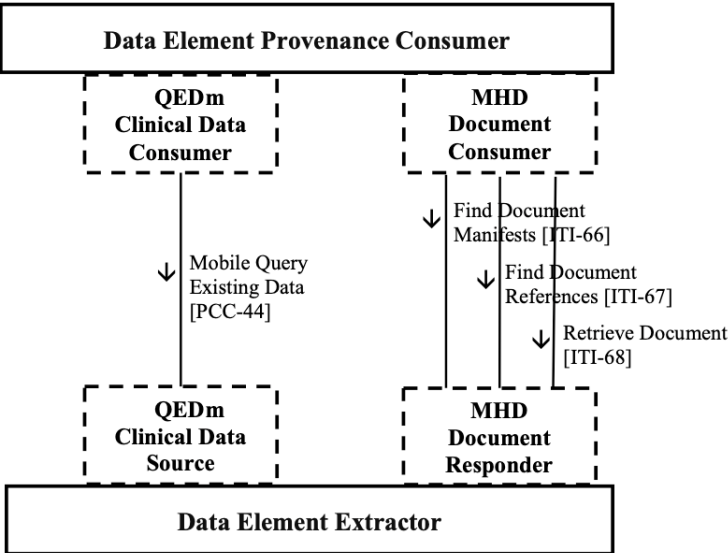 Data Element Provenance Consumer
QEDm
Clinical Data
Consumer
MHD
Document
Consumer
Find Document
Manifests [ITI-66]
Mobile Query
Existing Data
[PCC-44]
Find Document
References [ITI-67]
Retrieve Document
[ITI-68]
QEDm
Clinical Data
Source
MHD
Document
Responder
Data Element Extractor